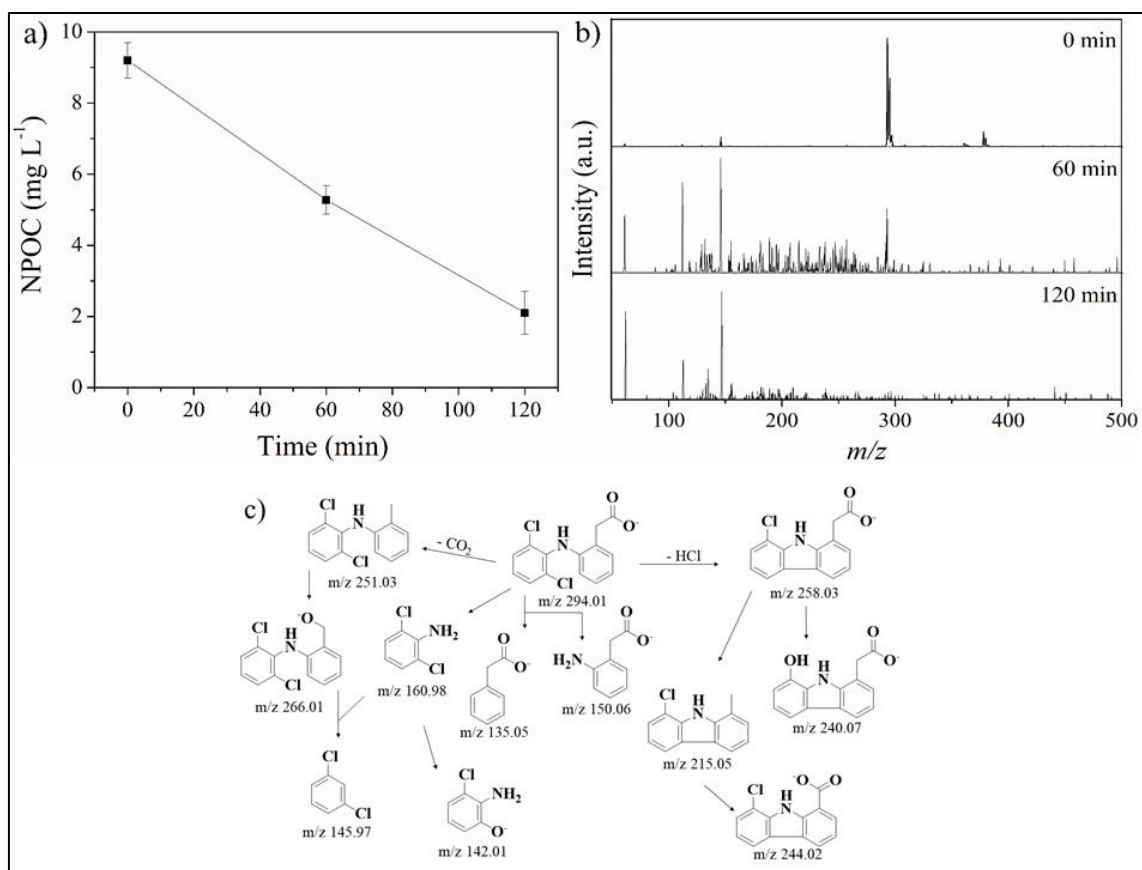 a)
NPOC (mg L⁻¹)
10
8
6
4
2
0
0 20 40 60 80 100 120
Time (min)
b)
Intensity (a.u.)
0 min
60 min
120 min
100 200 300 400 500
m/z
c)
Cl H N Cl
m/z 251.03
- CO₂
Cl H N Cl O O⁻
m/z 294.01
- HCl
Cl H N O O⁻
m/z 258.03
⁻O H N Cl Cl
m/z 266.01
Cl NH₂ Cl
m/z 160.98
O O⁻
m/z 135.05
H₂N O O⁻
m/z 150.06
Cl H N
m/z 215.05
OH H N O O⁻
m/z 240.07
Cl Cl
m/z 145.97
Cl NH₂ O⁻
m/z 142.01
Cl H N ⁻O O
m/z 244.02